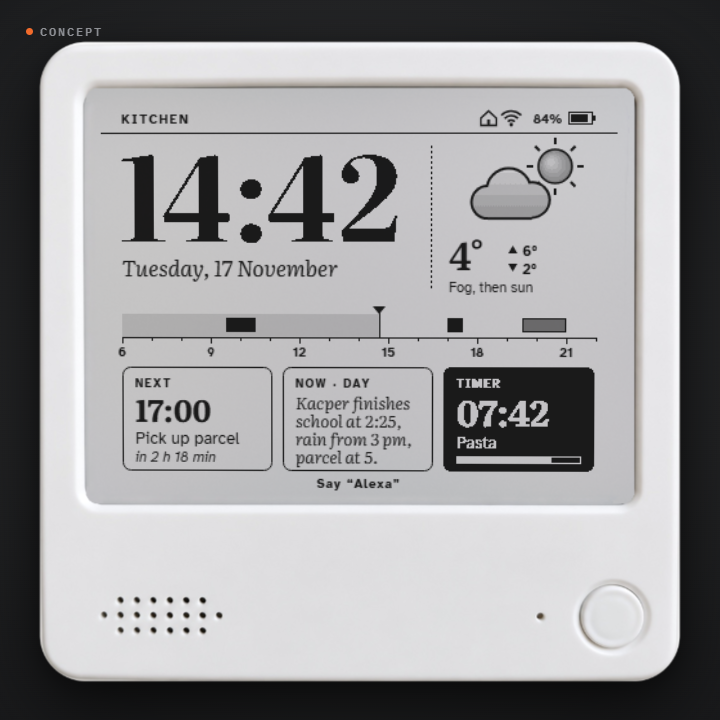 CONCEPT
KITCHEN
84%
14:42
Tuesday, 17 November
4°
▲ 6°
▼ 2°
Fog, then sun
6 9 12 15 18 21
NEXT
17:00
Pick up parcel
in 2 h 18 min
NOW · DAY
Kacper finishes
school at 2:25,
rain from 3 pm,
parcel at 5.
TIMER
07:42
Pasta
Say “Alexa”